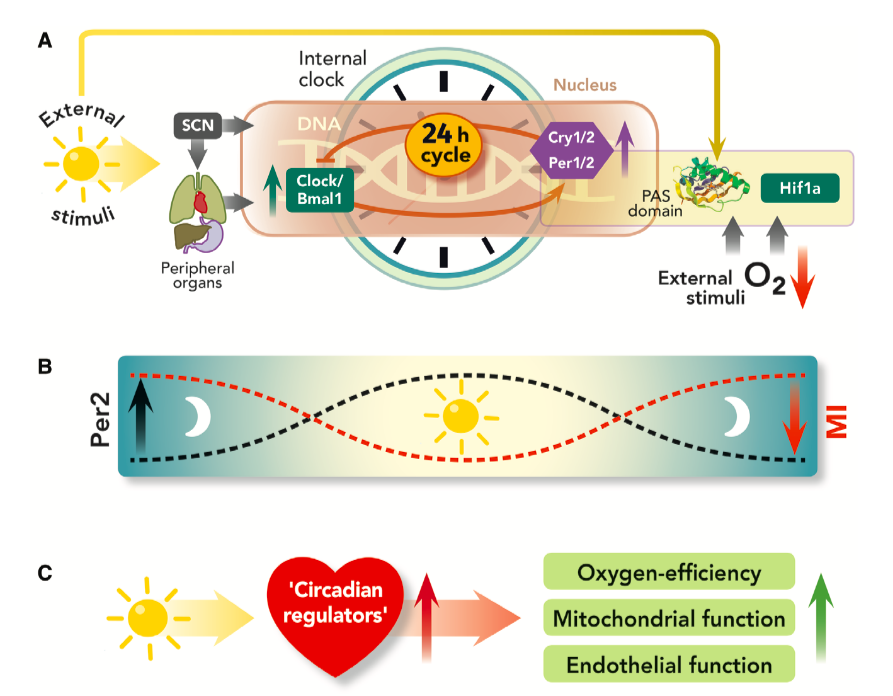 A
External
stimuli
SCN
Peripheral
organs
Internal
clock
Nucleus
DNA
24 h
cycle
Clock/
Bmal1
Cry1/2
Per1/2
PAS
domain
Hif1a
External
stimuli
O2
B
Per2
MI
C
'Circadian
regulators'
Oxygen-efficiency
Mitochondrial function
Endothelial function